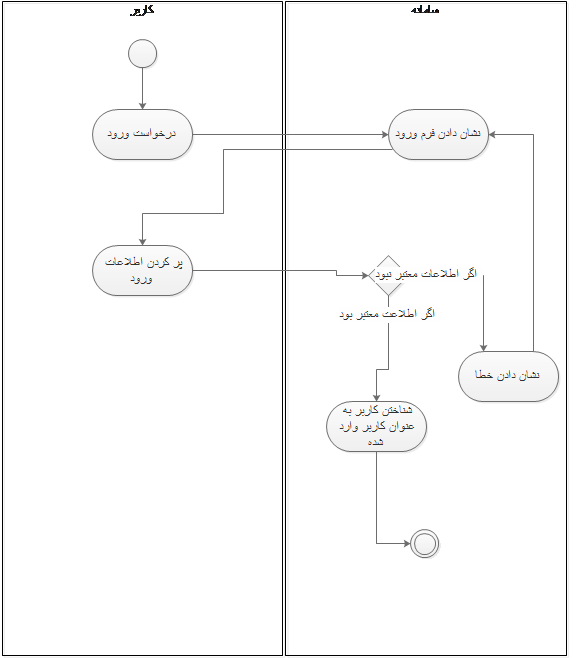 کاربر
سامانه
درخواست ورود
نشان دادن فرم ورود
پر کردن اطلاعات
ورود
اگر اطلاعات معتبر نبود
اگر اطلاعت معتبر بود
نشان دادن خطا
شناختن کاربر به
عنوان کاربر وارد
شده